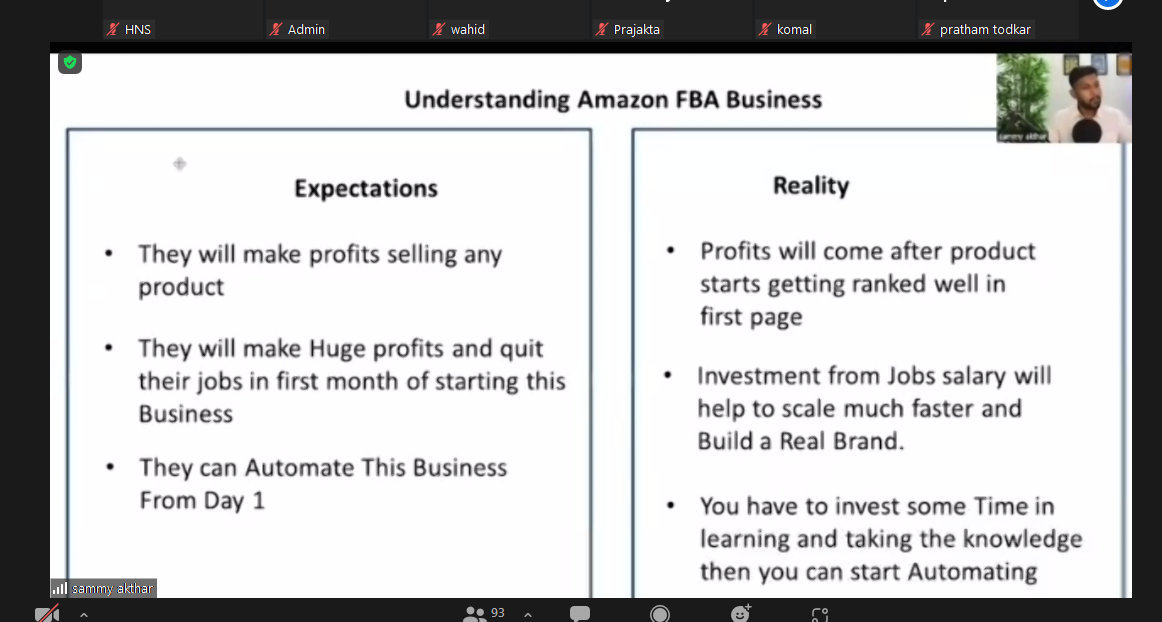 HNS
Admin
wahid
Prajakta
komal
pratham todkar
Understanding Amazon FBA Business
sammy akthar
Expectations
• They will make profits selling any
product
• They will make Huge profits and quit
their jobs in first month of starting this
Business
• They can Automate This Business
From Day 1
Reality
• Profits will come after product
starts getting ranked well in
first page
• Investment from Jobs salary will
help to scale much faster and
Build a Real Brand.
• You have to invest some Time in
learning and taking the knowledge
then you can start Automating
sammy akthar
93